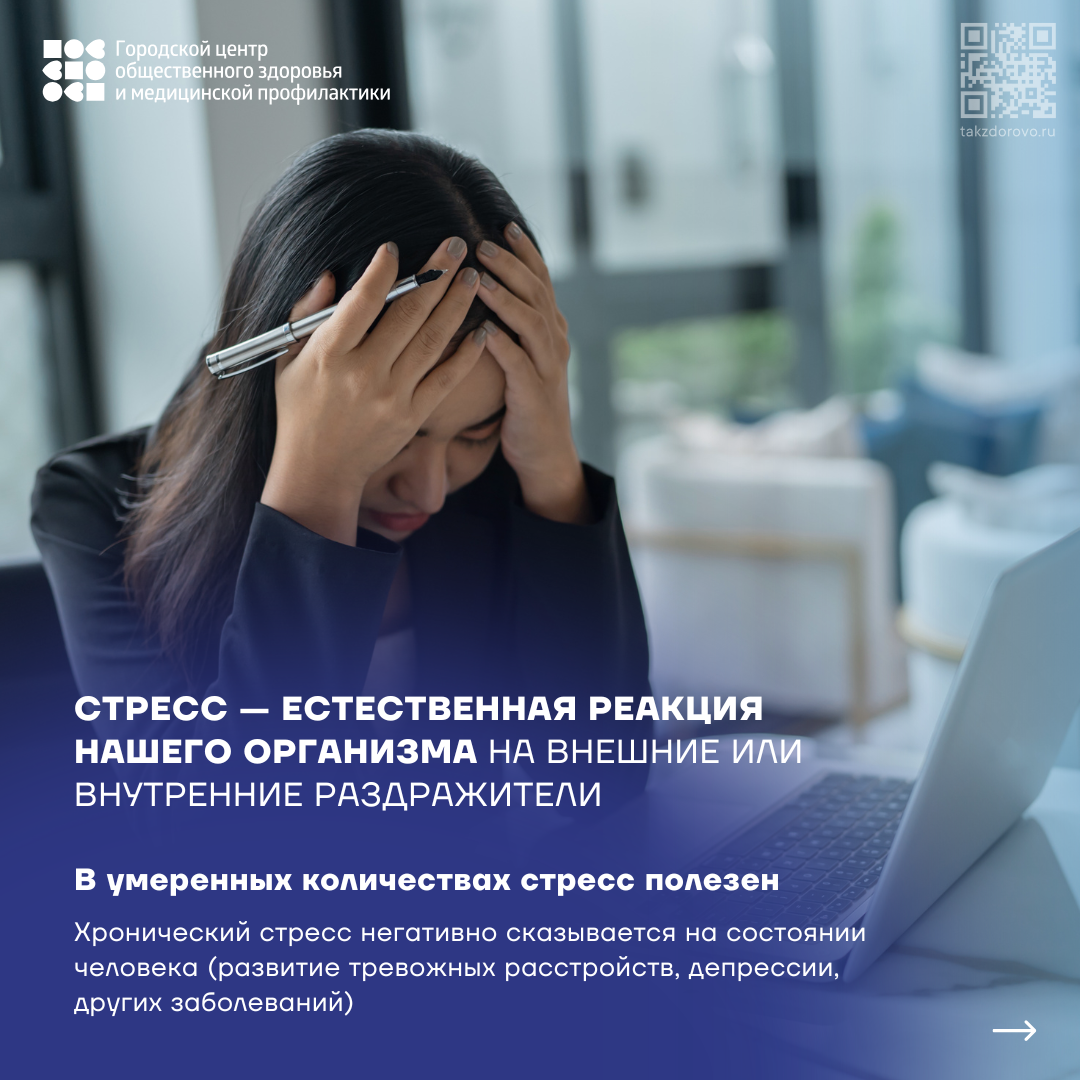 Городской центр
общественного здоровья
и медицинской профилактики
takzdorovo.ru
СТРЕСС — ЕСТЕСТВЕННАЯ РЕАКЦИЯ
НАШЕГО ОРГАНИЗМА НА ВНЕШНИЕ ИЛИ
ВНУТРЕННИЕ РАЗДРАЖИТЕЛИ
В умеренных количествах стресс полезен
Хронический стресс негативно сказывается на состоянии
человека (развитие тревожных расстройств, депрессии,
других заболеваний)